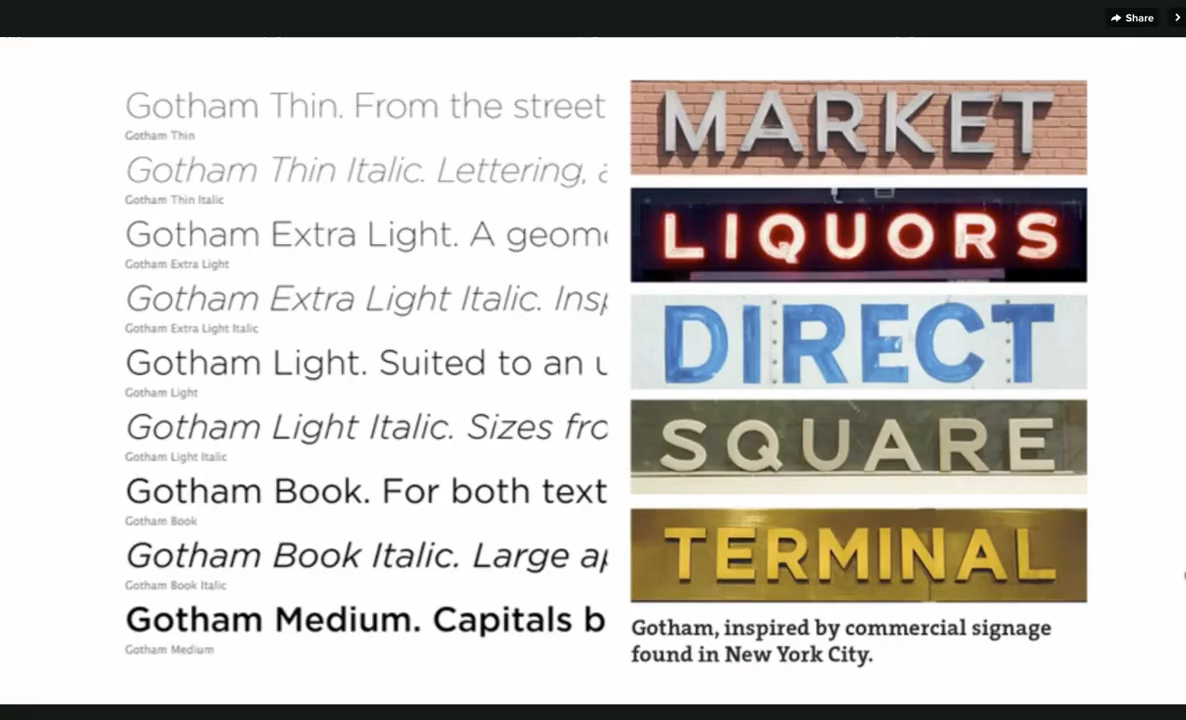 Share
Gotham Thin. From the street
Gotham Thin
Gotham Thin Italic. Lettering,
Gotham Thin Italic
Gotham Extra Light. A geom
Gotham Extra Light
Gotham Extra Light Italic. Ins
Gotham Extra Light Italic
Gotham Light. Suited to an
Gotham Light
Gotham Light Italic. Sizes fro
Gotham Light Italic
Gotham Book. For both text
Gotham Book
Gotham Book Italic. Large a
Gotham Book Italic
Gotham Medium. Capitals b
Gotham Medium
MARKET
LIQUORS
DIRECT
SQUARE
TERMINAL
Gotham, inspired by commercial signage
found in New York City.